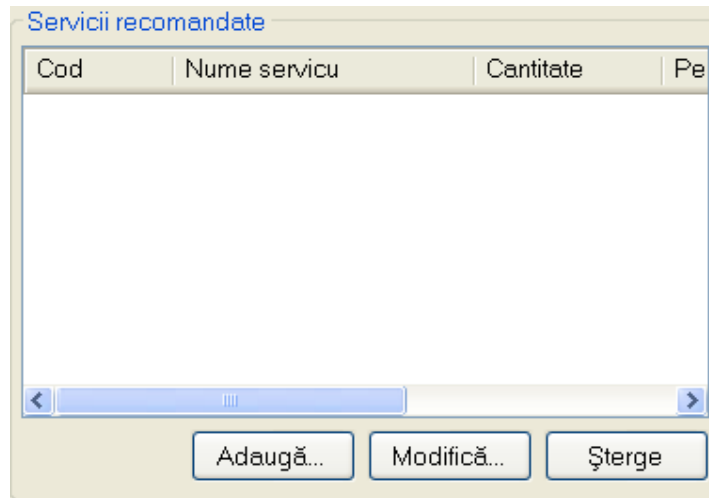 Servicii recomandate
Cod Nume servicu Cantitate Pe
Adaugă... Modifică... Şterge